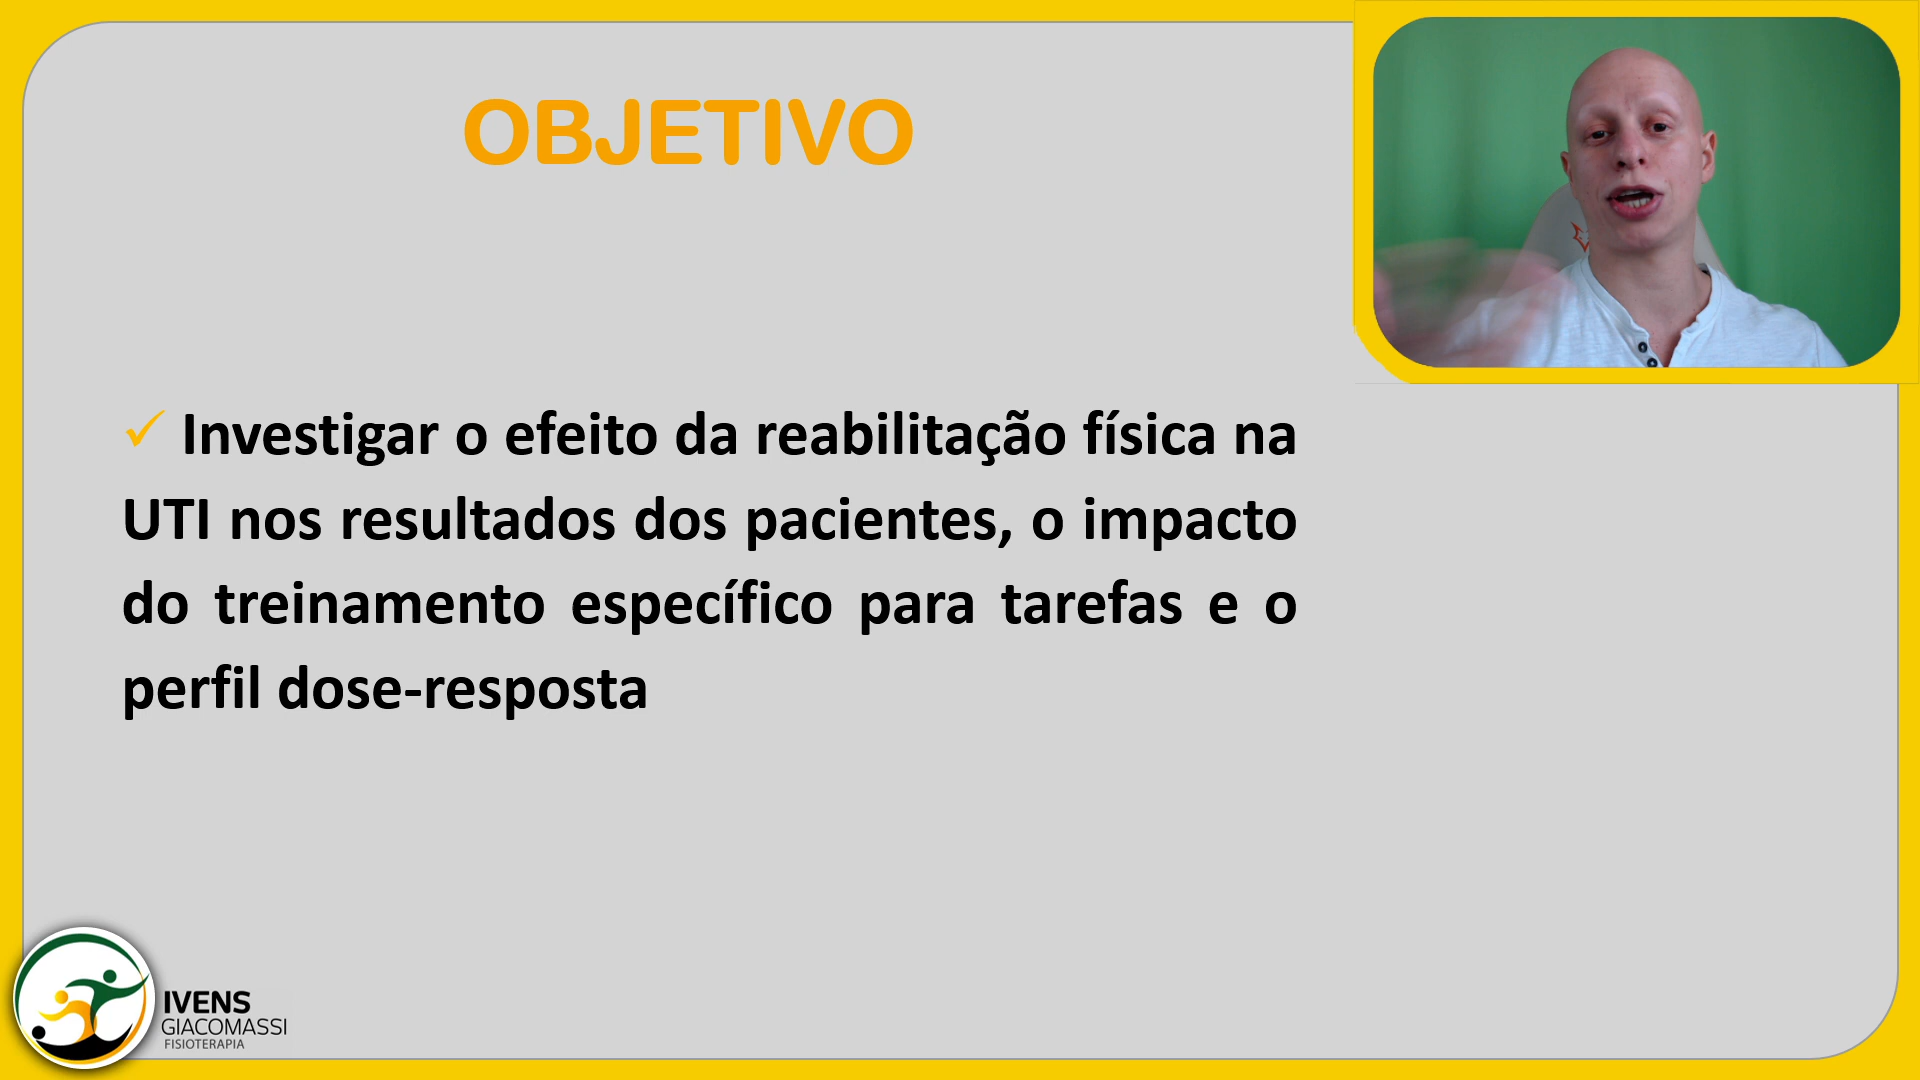 OBJETIVO
✓ Investigar o efeito da reabilitação física na
UTI nos resultados dos pacientes, o impacto
do treinamento específico para tarefas e o
perfil dose-resposta
IVENS
GIACOMASSI
FISIOTERAPIA